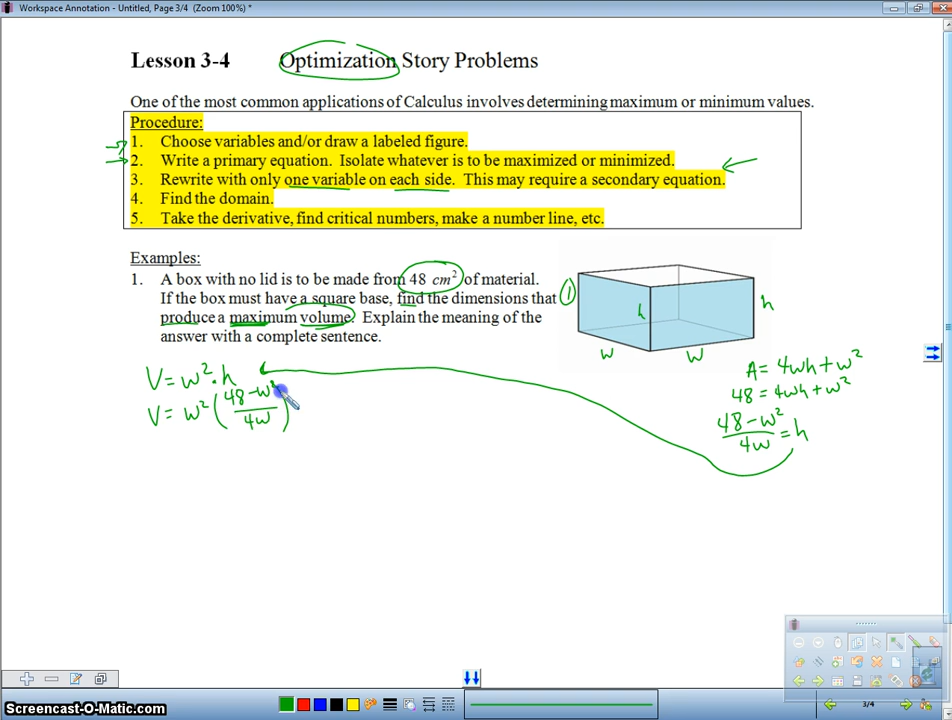 Workspace Annotation - Untitled, Page 3/4 (Zoom 100%) *
Lesson 3-4 Optimization Story Problems
One of the most common applications of Calculus involves determining maximum or minimum values.
Procedure:
1. Choose variables and/or draw a labeled figure.
2. Write a primary equation. Isolate whatever is to be maximized or minimized.
3. Rewrite with only one variable on each side. This may require a secondary equation.
4. Find the domain.
5. Take the derivative, find critical numbers, make a number line, etc.
Examples:
1. A box with no lid is to be made from 48 cm² of material.
If the box must have a square base, find the dimensions that
produce a maximum volume. Explain the meaning of the
answer with a complete sentence.
①
h
h
w
w
V = w² · h
V = w² ( (48 - w²) / 4w )
A = 4wh + w²
48 = 4wh + w²
(48 - w²) / 4w = h
3/4
Screencast-O-Matic.com